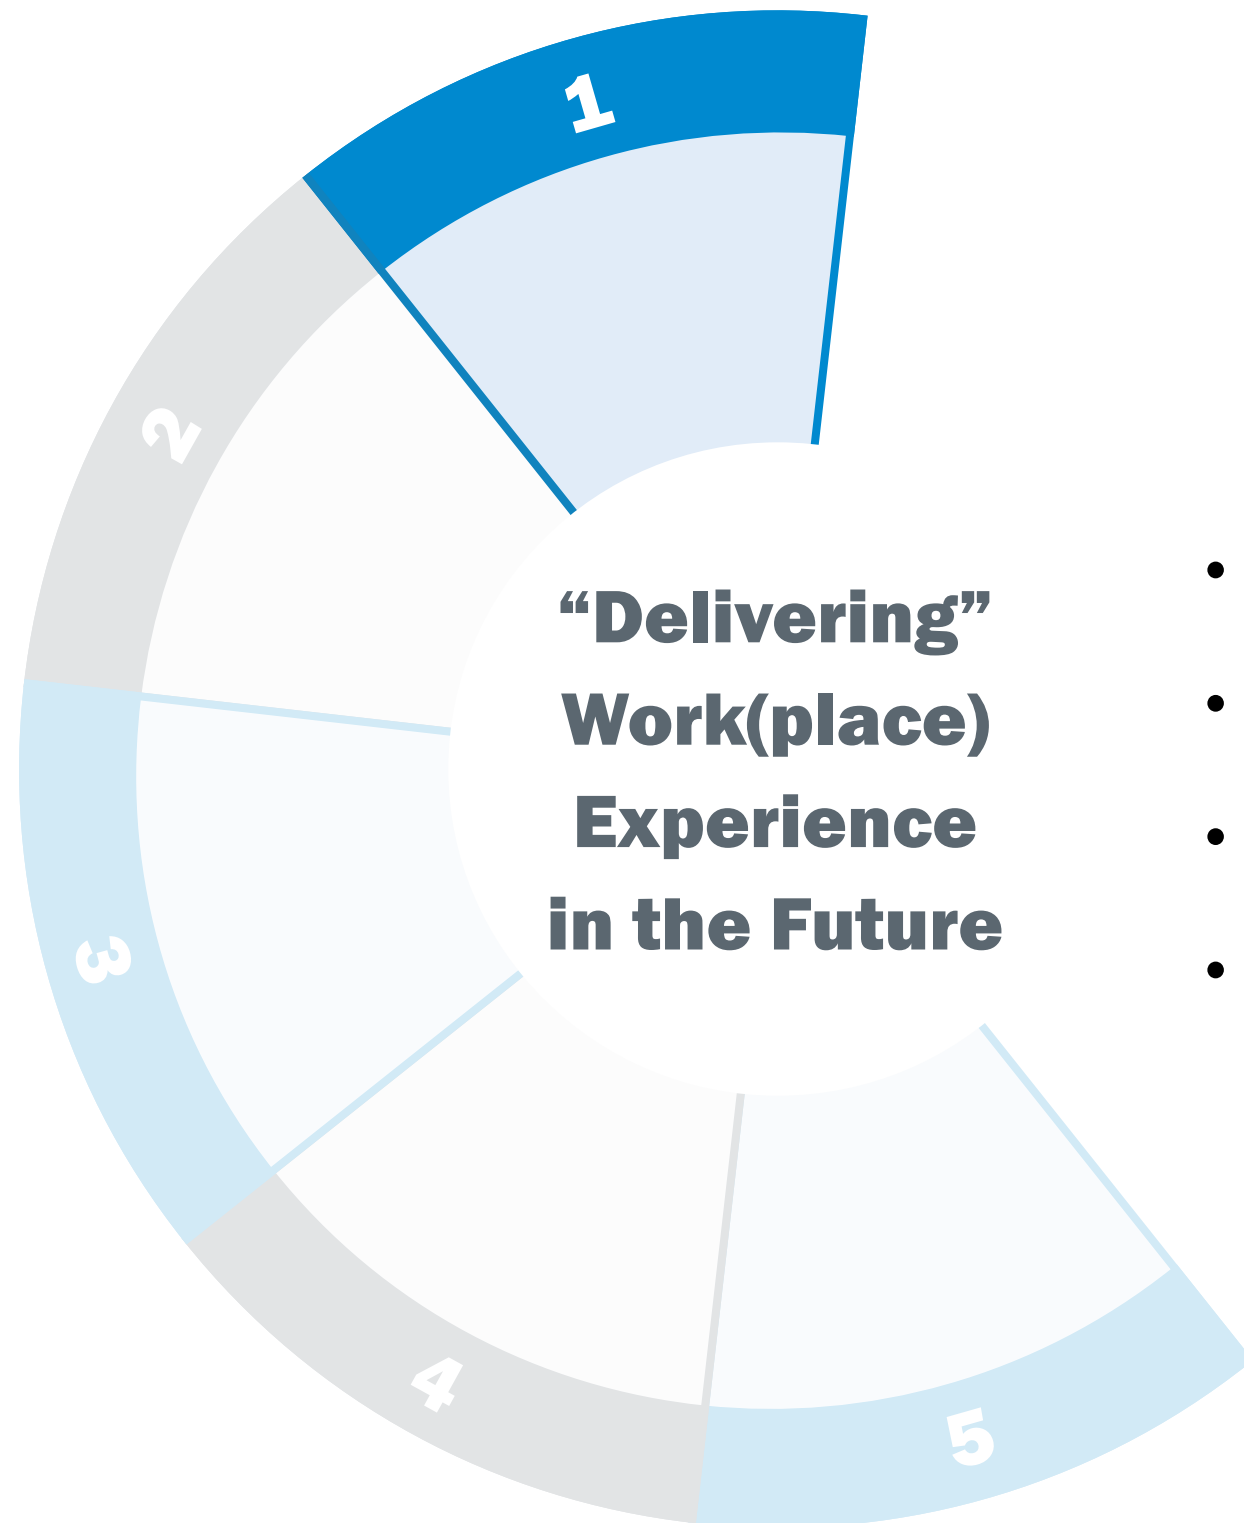 1
2
“Delivering”
Work(place)
Experience
in the Future
3
4
5
•
•
•
•